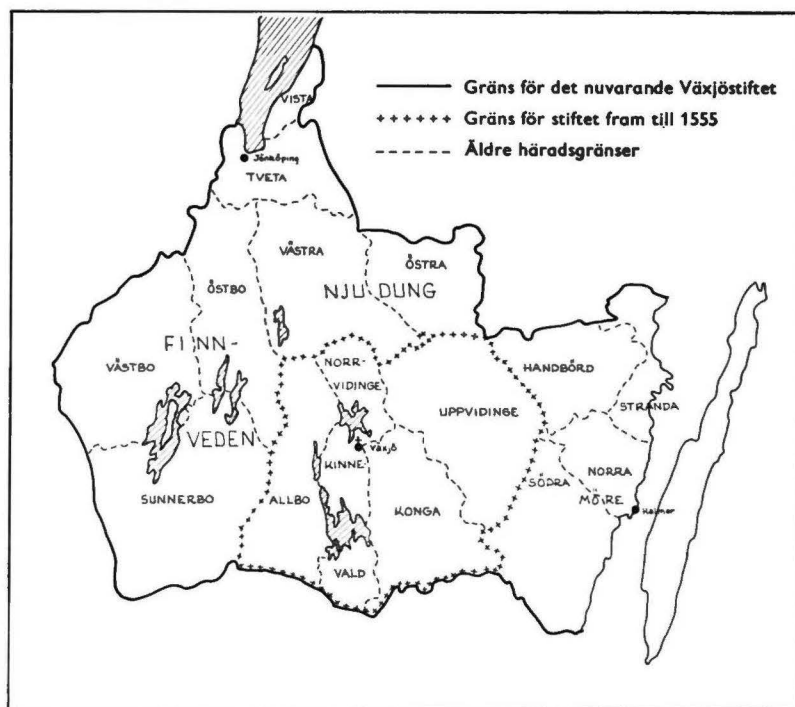 Gräns för det nuvarande Växjöstiftet
Gräns för stiftet fram till 1555
Äldre häradsgränser
VISTA
Jönköping
TVETA
VÄSTRA
ÖSTRA
ÖSTBO
NJUDUNG
FINN-
VÄSTBO
NORR-
VIDINGE
HANDBÖRD
UPPVIDINGE
STRANDA
VEDEN
Växjö
KINNE
SÖDRA
NORRA
MÖRE
SUNNERBO
ALLBO
KONGA
Kalmar
VALD